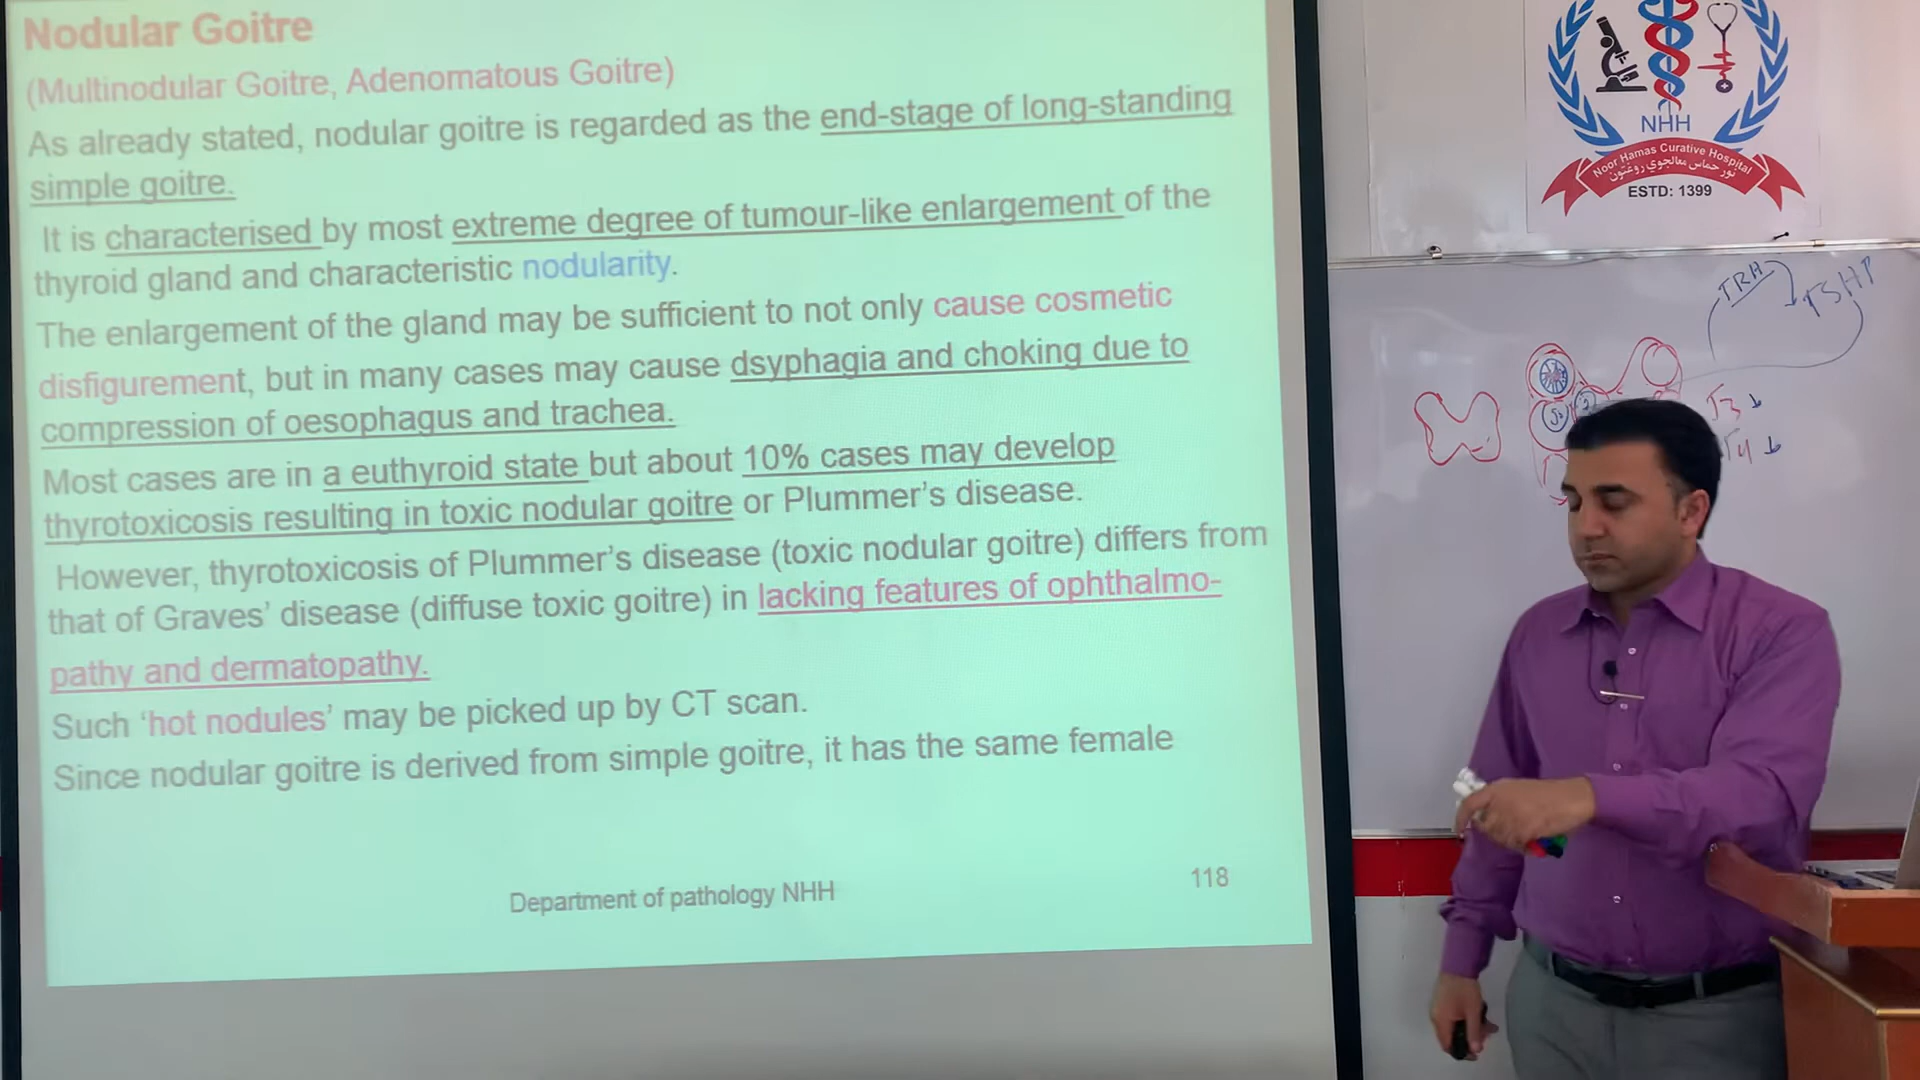 Nodular Goitre
(Multinodular Goitre, Adenomatous Goitre)
As already stated, nodular goitre is regarded as the end-stage of long-standing
simple goitre.
It is characterised by most extreme degree of tumour-like enlargement of the
thyroid gland and characteristic nodularity.
The enlargement of the gland may be sufficient to not only cause cosmetic
disfigurement, but in many cases may cause dsyphagia and choking due to
compression of oesophagus and trachea.
Most cases are in a euthyroid state but about 10% cases may develop
thyrotoxicosis resulting in toxic nodular goitre or Plummer's disease.
However, thyrotoxicosis of Plummer's disease (toxic nodular goitre) differs from
that of Graves' disease (diffuse toxic goitre) in lacking features of ophthalmo-
pathy and dermatopathy.
Such 'hot nodules' may be picked up by CT scan.
Since nodular goitre is derived from simple goitre, it has the same female
Department of pathology NHH
118
NHH
Noor Hamas Curative Hospital
نور حماس معالجوي روغتون
ESTD: 1399
TRH
T3
T4